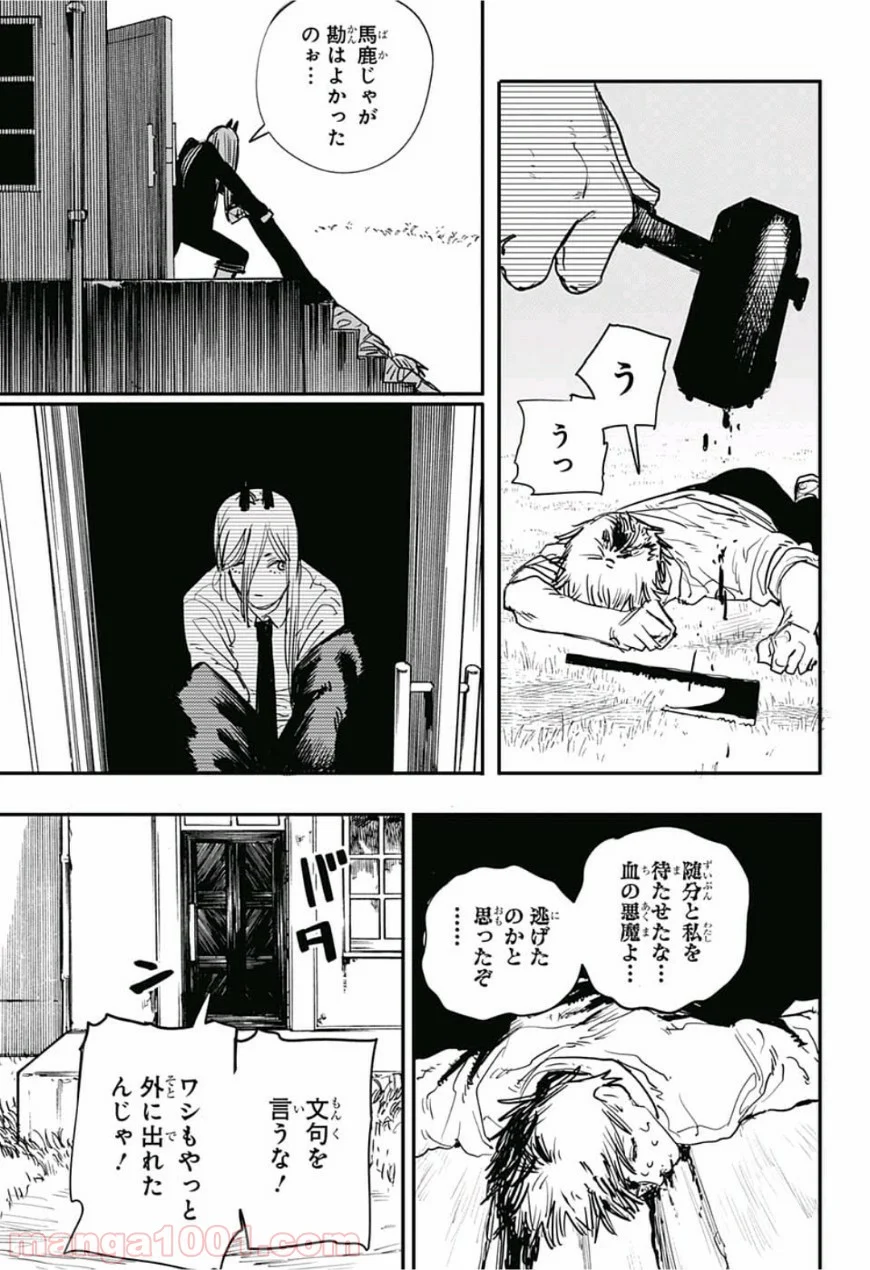 う
うっ
馬鹿じゃが
勘はよかった
のぉ…
随分と私を
待たせたな…
血の悪魔よ…
逃げた
のかと
思ったぞ
……
バタン
文句を
言うな！
ワシもやっと
外に出れた
んじゃ！
manga1001.com